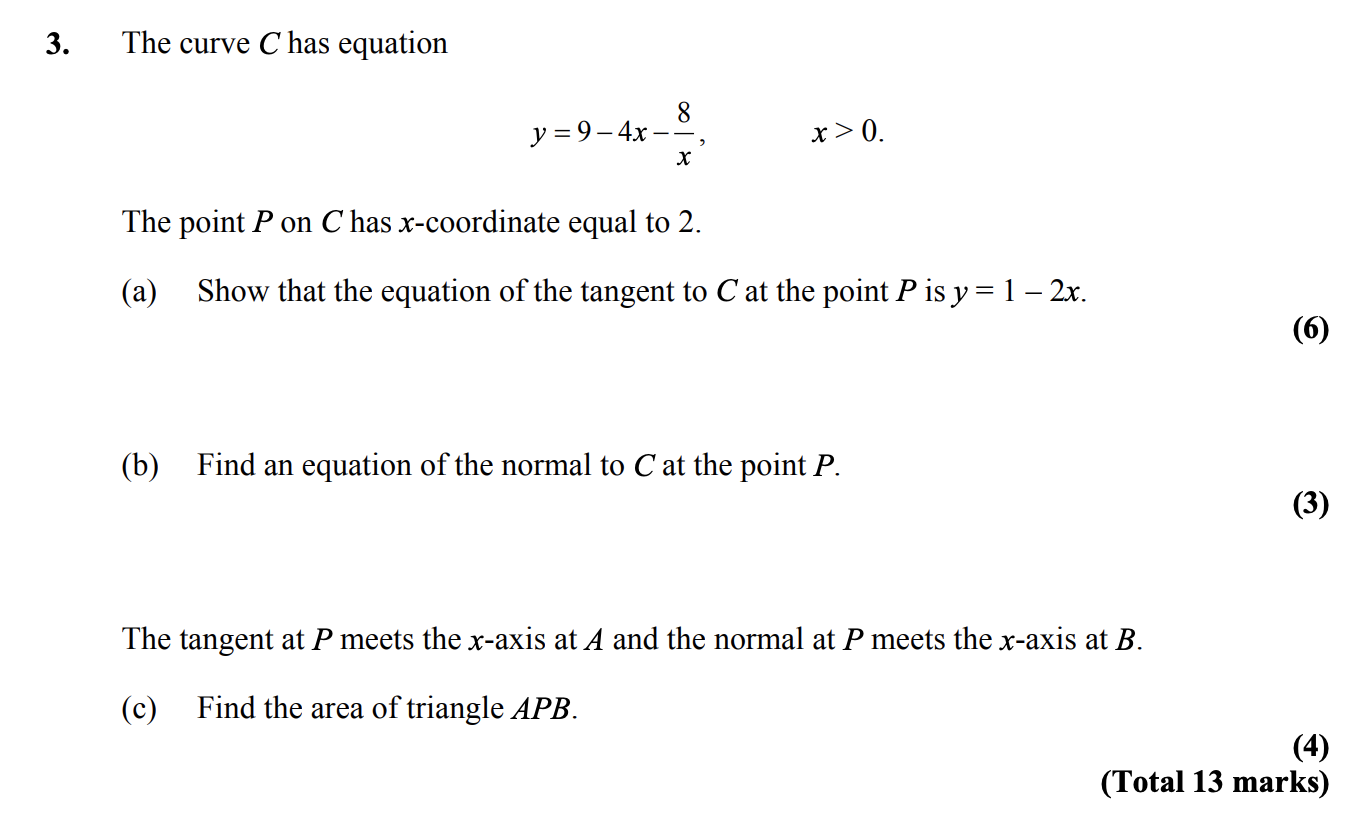 3. The curve C has equation
y = 9 – 4x – 8/x, x > 0.
The point P on C has x-coordinate equal to 2.
(a) Show that the equation of the tangent to C at the point P is y = 1 – 2x.
(6)
(b) Find an equation of the normal to C at the point P.
(3)
The tangent at P meets the x-axis at A and the normal at P meets the x-axis at B.
(c) Find the area of triangle APB.
(4)
(Total 13 marks)